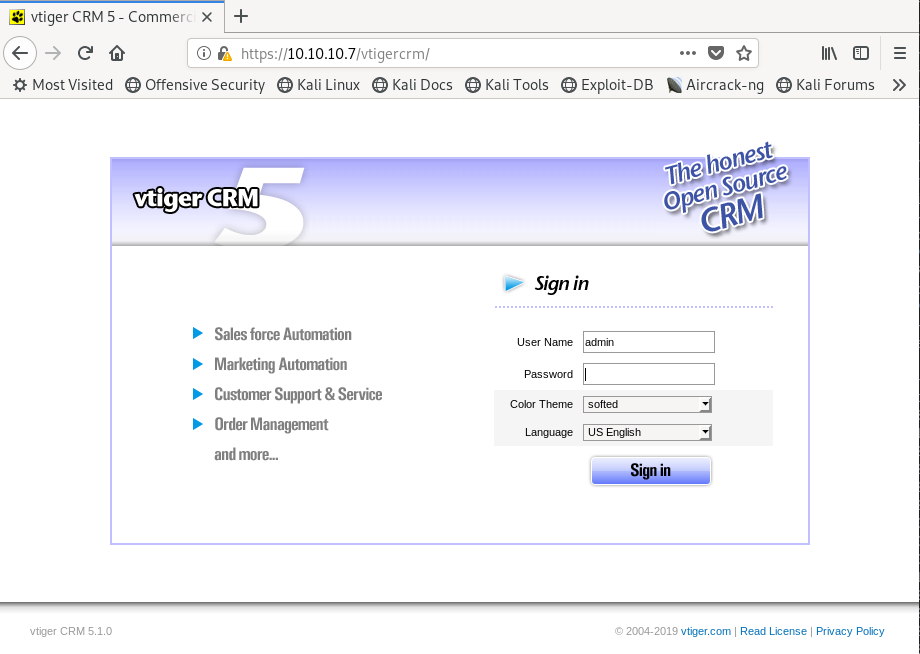 vtiger CRM 5 - Commerc
https://10.10.10.7/vtigercrm/
Most Visited Offensive Security Kali Linux Kali Docs Kali Tools Exploit-DB Aircrack-ng Kali Forums
vtiger CRM 5
The honest
Open Source
CRM
Sign in
Sales force Automation
Marketing Automation
Customer Support & Service
Order Management
and more...
User Name admin
Password
Color Theme softed
Language US English
Sign in
vtiger CRM 5.1.0
© 2004-2019 vtiger.com | Read License | Privacy Policy